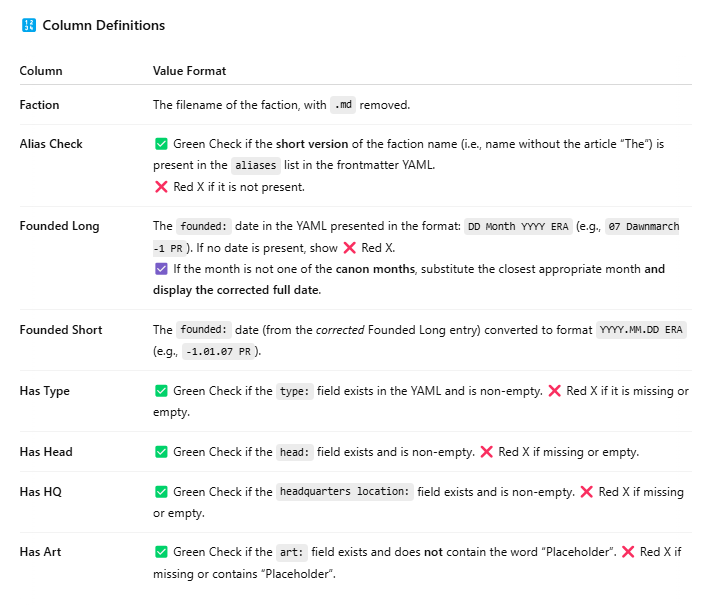 🔢 Column Definitions
Column Value Format
Faction The filename of the faction, with .md removed.
Alias Check ✅ Green Check if the short version of the faction name (i.e., name without the article “The”) is
present in the aliases list in the frontmatter YAML.
❌ Red X if it is not present.
Founded Long The founded: date in the YAML presented in the format: DD Month YYYY ERA (e.g., 07 Dawnmarch
-1 PR). If no date is present, show ❌ Red X.
☑ If the month is not one of the canon months, substitute the closest appropriate month and
display the corrected full date.
Founded Short The founded: date (from the corrected Founded Long entry) converted to format YYYY.MM.DD ERA
(e.g., -1.01.07 PR).
Has Type ✅ Green Check if the type: field exists in the YAML and is non-empty. ❌ Red X if it is missing or
empty.
Has Head ✅ Green Check if the head: field exists and is non-empty. ❌ Red X if missing or empty.
Has HQ ✅ Green Check if the headquarters location: field exists and is non-empty. ❌ Red X if missing
or empty.
Has Art ✅ Green Check if the art: field exists and does not contain the word “Placeholder”. ❌ Red X if
missing or contains “Placeholder”.